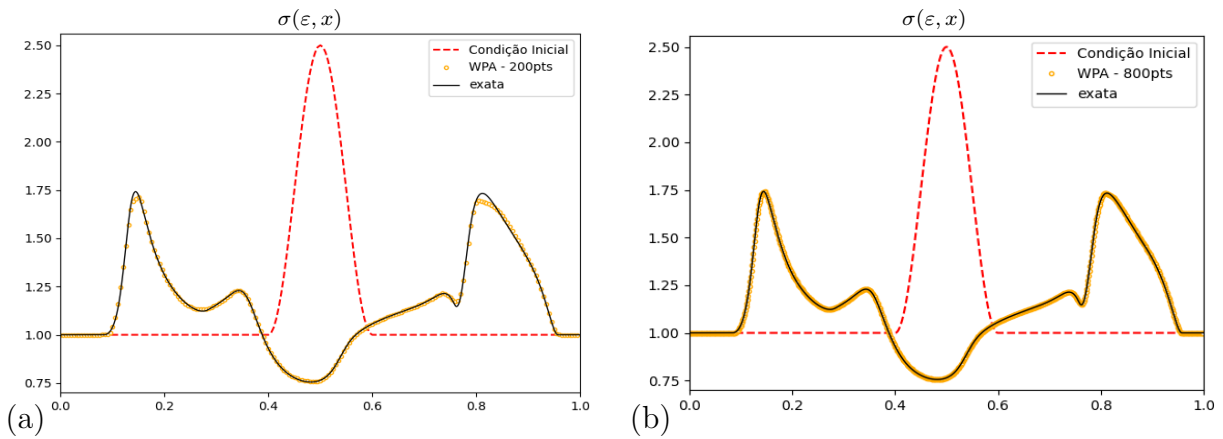 σ(ε, x)
2.50
2.25
2.00
1.75
1.50
1.25
1.00
0.75
0.0 0.2 0.4 0.6 0.8 1.0
Condição Inicial
WPA - 200pts
exata
(a)
σ(ε, x)
2.50
2.25
2.00
1.75
1.50
1.25
1.00
0.75
0.0 0.2 0.4 0.6 0.8 1.0
Condição Inicial
WPA - 800pts
exata
(b)